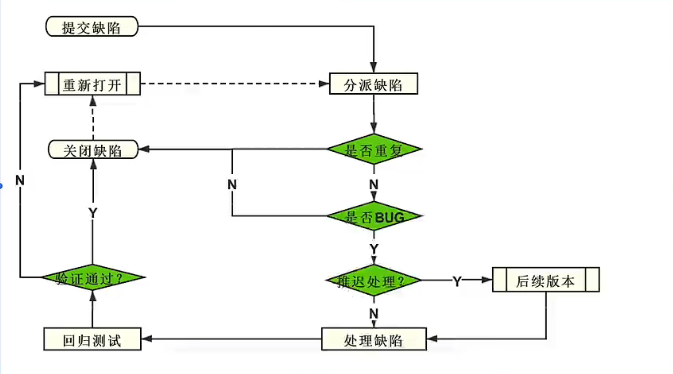 提交缺陷
重新打开
分派缺陷
关闭缺陷
是否重复
N
N
N
是否BUG
Y
Y
验证通过？
推迟处理？
Y
后续版本
N
回归测试
处理缺陷